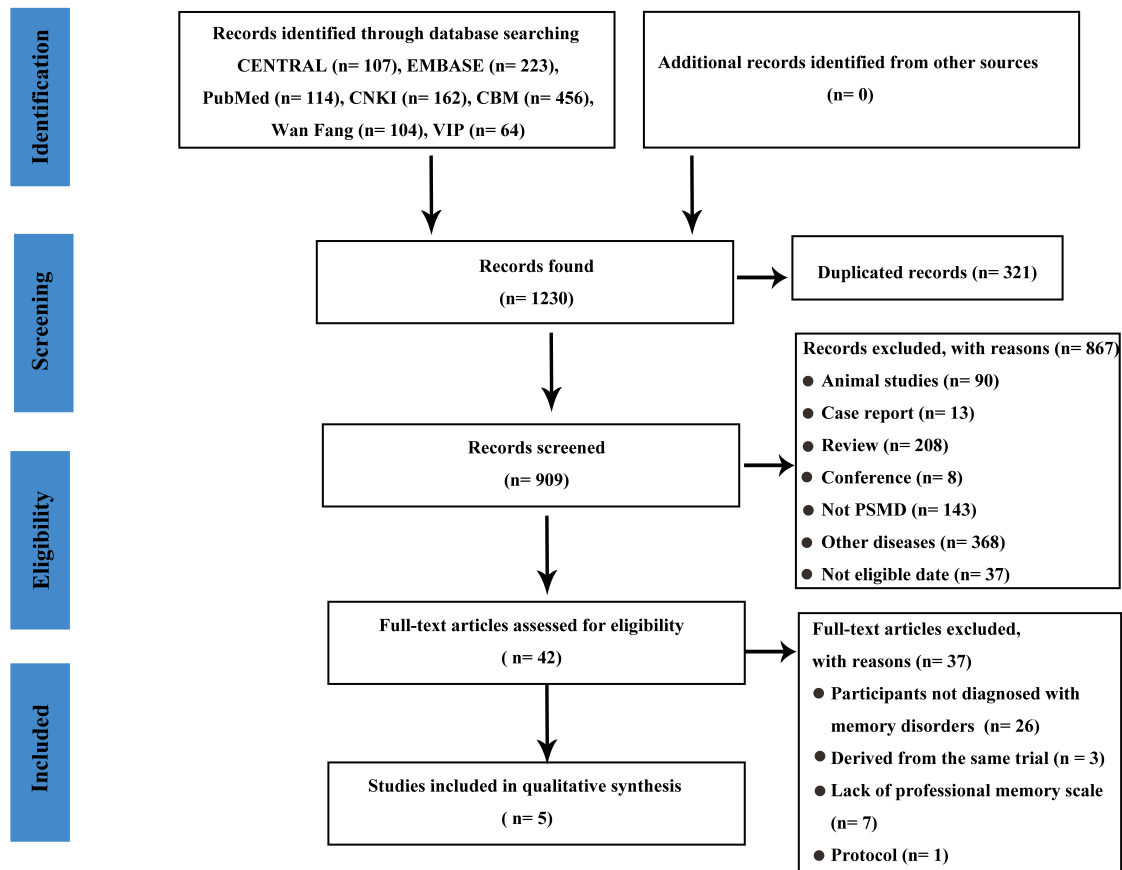 Identification
Records identified through database searching
CENTRAL (n= 107), EMBASE (n= 223),
PubMed (n= 114), CNKI (n= 162), CBM (n= 456),
Wan Fang (n= 104), VIP (n= 64)
Additional records identified from other sources
(n= 0)
Screening
Records found
(n= 1230)
Duplicated records (n= 321)
Records screened
(n= 909)
Records excluded, with reasons (n= 867)
● Animal studies (n= 90)
● Case report (n= 13)
● Review (n= 208)
● Conference (n= 8)
● Not PSMD (n= 143)
● Other diseases (n= 368)
● Not eligible date (n= 37)
Eligibility
Full-text articles assessed for eligibility
( n= 42)
Full-text articles excluded,
with reasons (n= 37)
● Participants not diagnosed with
memory disorders (n= 26)
● Derived from the same trial (n = 3)
● Lack of professional memory scale
(n= 7)
● Protocol (n= 1)
Included
Studies included in qualitative synthesis
( n= 5)